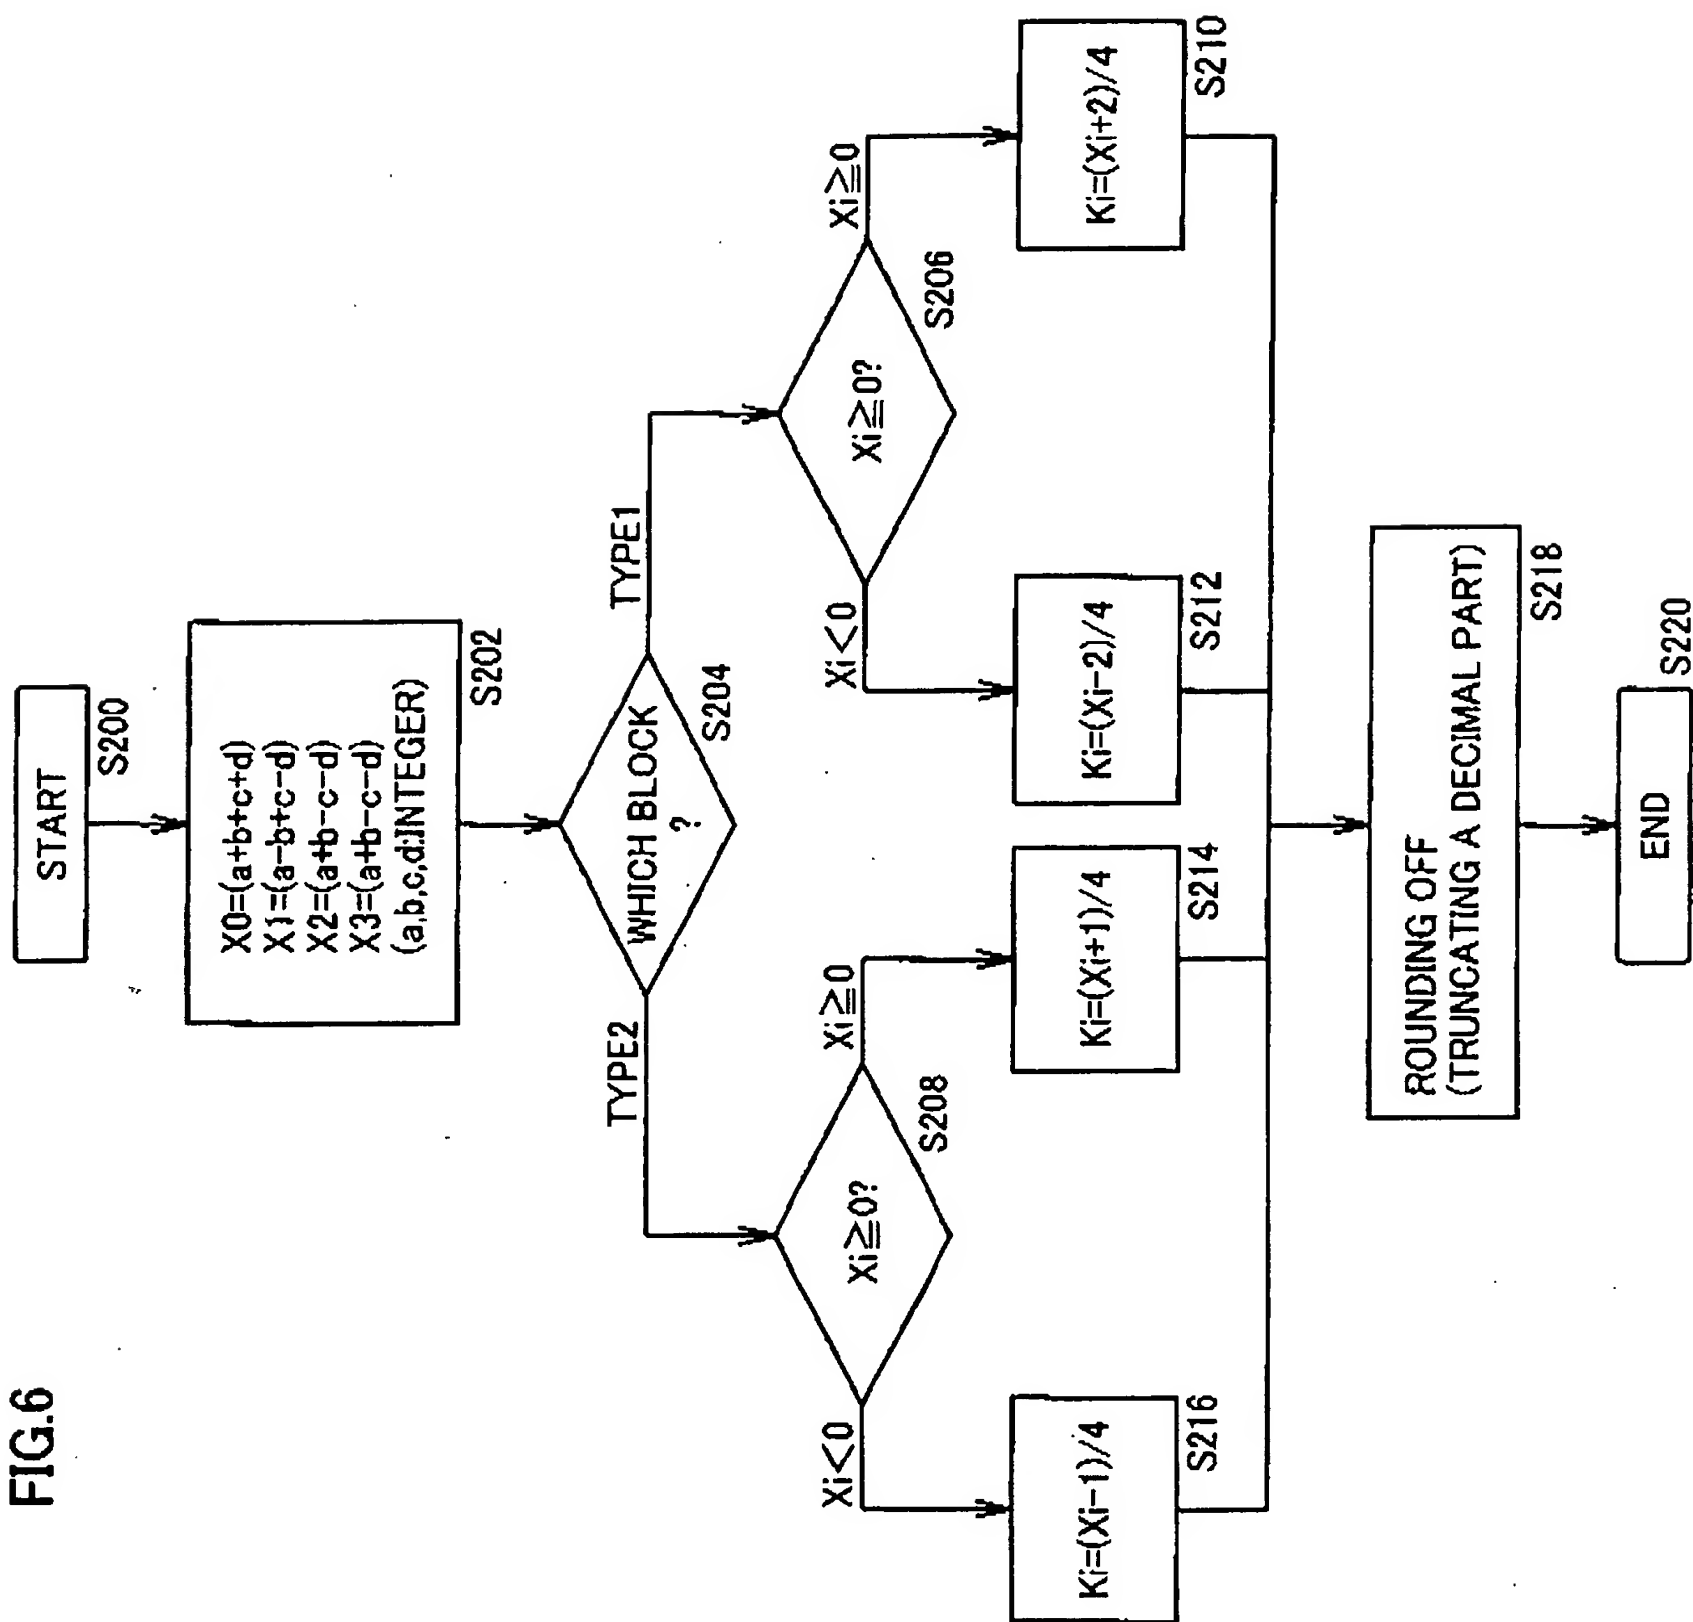 FIG.6
START
S200
X0=(a+b+c+d)
X1=(a-b+c-d)
X2=(a+b-c-d)
X3=(a+b-c-d)
(a,b,c,d:INTEGER)
S202
WHICH BLOCK
?
S204
TYPE2
TYPE1
Xi≧0?
S208
Xi<0
Xi≧0
Xi≧0?
S206
Xi<0
Xi≧0
Ki=(Xi-1)/4
S216
Ki=(Xi+1)/4
S214
Ki=(Xi-2)/4
S212
Ki=(Xi+2)/4
S210
ROUNDING OFF
(TRUNCATING A DECIMAL PART)
S218
END
S220